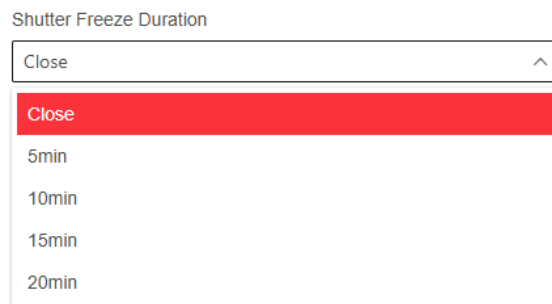 Shutter Freeze Duration
Close
Close
5min
10min
15min
20min